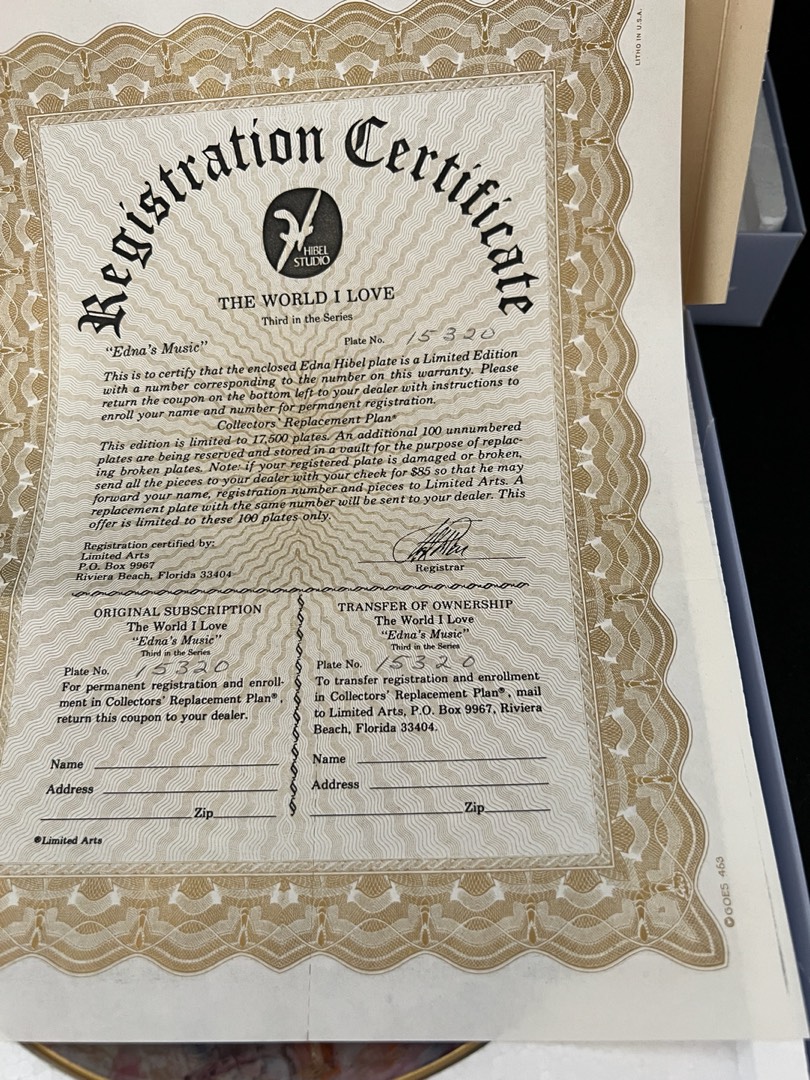 LITHO IN U.S.A.
Registration Certificate
HIBEL
STUDIO
THE WORLD I LOVE
Third in the Series
"Edna's Music"
Plate No. 15320
This is to certify that the enclosed Edna Hibel plate is a Limited Edition
with a number corresponding to the number on this warranty. Please
return the coupon on the bottom left to your dealer with instructions to
enroll your name and number for permanent registration.
Collectors' Replacement Plan®
This edition is limited to 17,500 plates. An additional 100 unnumbered
plates are being reserved and stored in a vault for the purpose of replac-
ing broken plates. Note: if your registered plate is damaged or broken,
send all the pieces to your dealer with your check for $85 so that he may
forward your name, registration number and pieces to Limited Arts. A
replacement plate with the same number will be sent to your dealer. This
offer is limited to these 100 plates only.
Registration certified by:
Limited Arts
P.O. Box 9967
Riviera Beach, Florida 33404
Registrar
ORIGINAL SUBSCRIPTION
The World I Love
"Edna's Music"
Third in the Series
Plate No. 15320
For permanent registration and enroll-
ment in Collectors' Replacement Plan®,
return this coupon to your dealer.
Name
Address
Zip
®Limited Arts
TRANSFER OF OWNERSHIP
The World I Love
"Edna's Music"
Third in the Series
Plate No. 15320
To transfer registration and enrollment
in Collectors' Replacement Plan®, mail
to Limited Arts, P.O. Box 9967, Riviera
Beach, Florida 33404.
Name
Address
Zip
©GOES 463